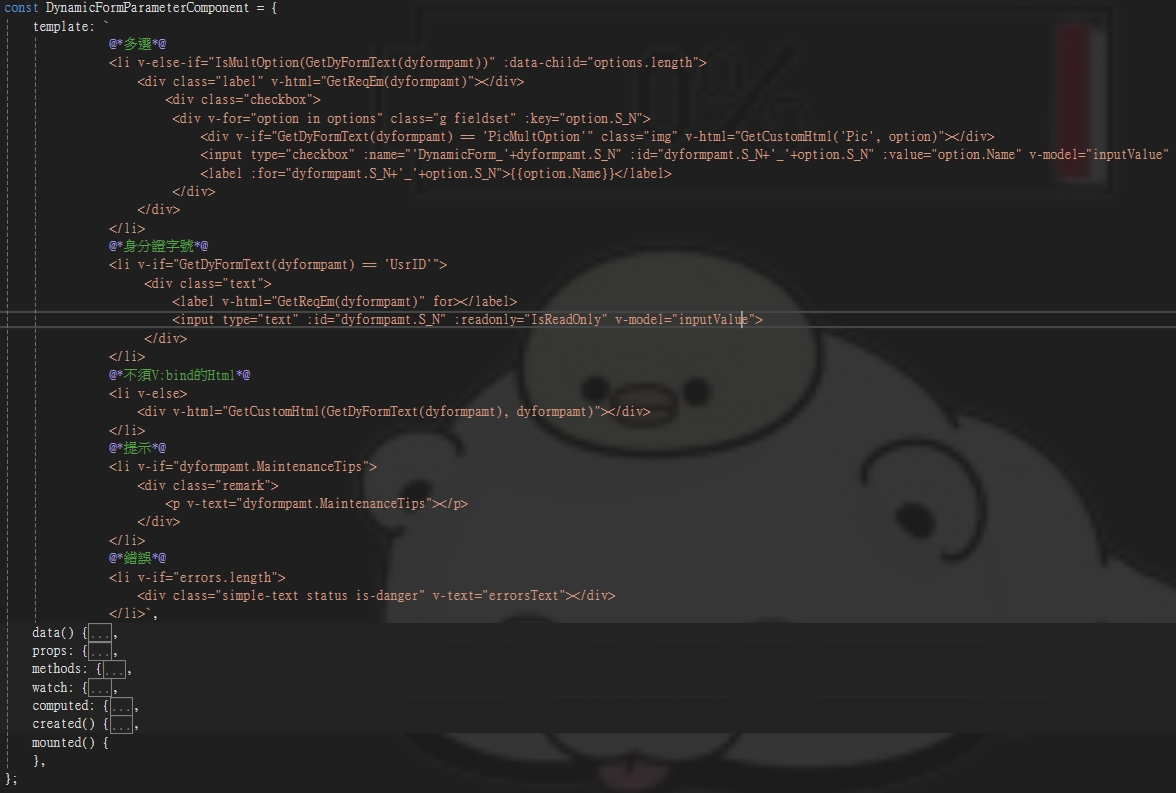 const DynamicFormParameterComponent = {
template: `
@*多選*@
<li v-else-if="IsMultOption(GetDyFormText(dyformpamt))" :data-child="options.length">
<div class="label" v-html="GetReqEm(dyformpamt)"></div>
<div class="checkbox">
<div v-for="option in options" class="g_fieldset" :key="option.S_N">
<div v-if="GetDyFormText(dyformpamt) == 'PicMultOption'" class="img" v-html="GetCustomHtml('Pic', option)"></div>
<input type="checkbox" :name="'DynamicForm_'+dyformpamt.S_N" :id="dyformpamt.S_N+'_'+option.S_N" :value="option.Name" v-model="inputValue"
<label :for="dyformpamt.S_N+'_'+option.S_N">{{option.Name}}</label>
</div>
</div>
</li>
@*身分證字號*@
<li v-if="GetDyFormText(dyformpamt) == 'UsrID'">
<div class="text">
<label v-html="GetReqEm(dyformpamt)" for></label>
<input type="text" :id="dyformpamt.S_N" :readonly="IsReadOnly" v-model="inputValue">
</div>
</li>
@*不須V:bind的Html*@
<li v-else>
<div v-html="GetCustomHtml(GetDyFormText(dyformpamt), dyformpamt)"></div>
</li>
@*提示*@
<li v-if="dyformpamt.MaintenanceTips">
<div class="remark">
<p v-text="dyformpamt.MaintenanceTips"></p>
</div>
</li>
@*錯誤*@
<li v-if="errors.length">
<div class="simple-text status is-danger" v-text="errorsText"></div>
</li>`,
data() {...},
props: {...},
methods: {...},
watch: {...},
computed: {...},
created() {...},
mounted() {
},
};